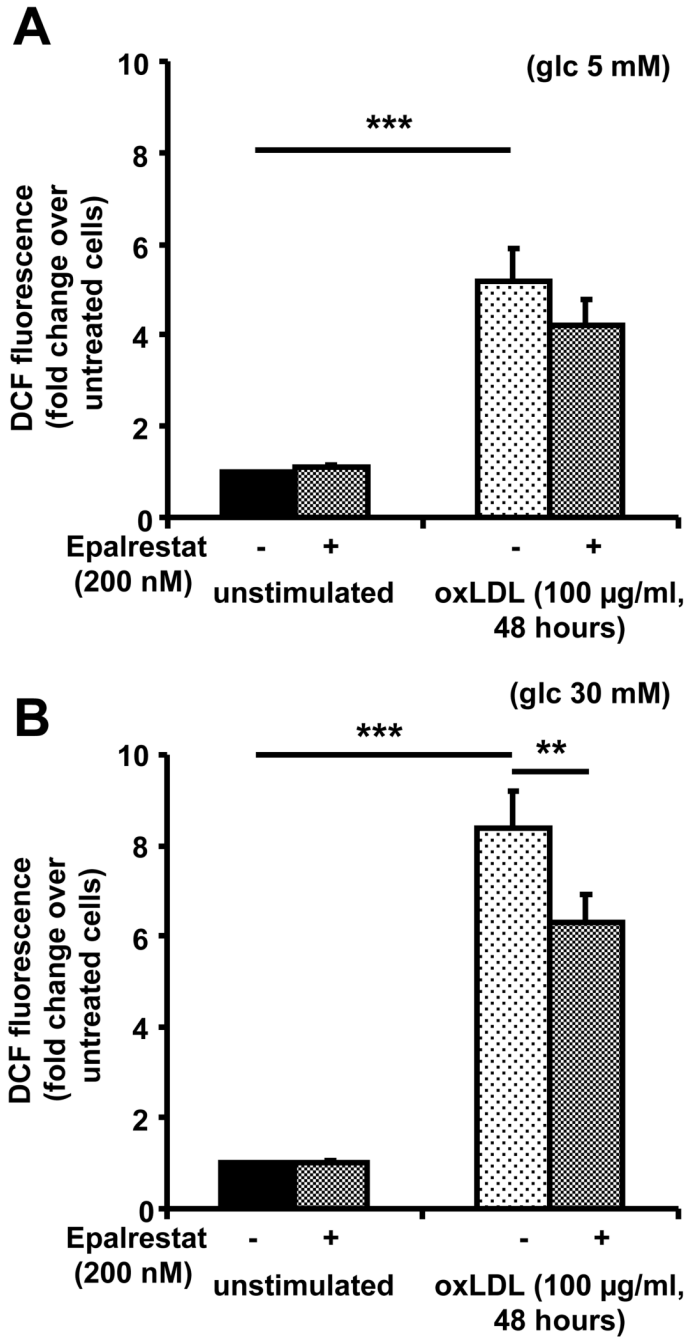 A
(glc 5 mM)
10
***
8
6
4
2
0
DCF fluorescence
(fold change over
untreated cells)
Epalrestat - + - +
(200 nM)
unstimulated oxLDL (100 µg/ml,
48 hours)
B
(glc 30 mM)
10
*** **
8
6
4
2
0
DCF fluorescence
(fold change over
untreated cells)
Epalrestat - + - +
(200 nM)
unstimulated oxLDL (100 µg/ml,
48 hours)